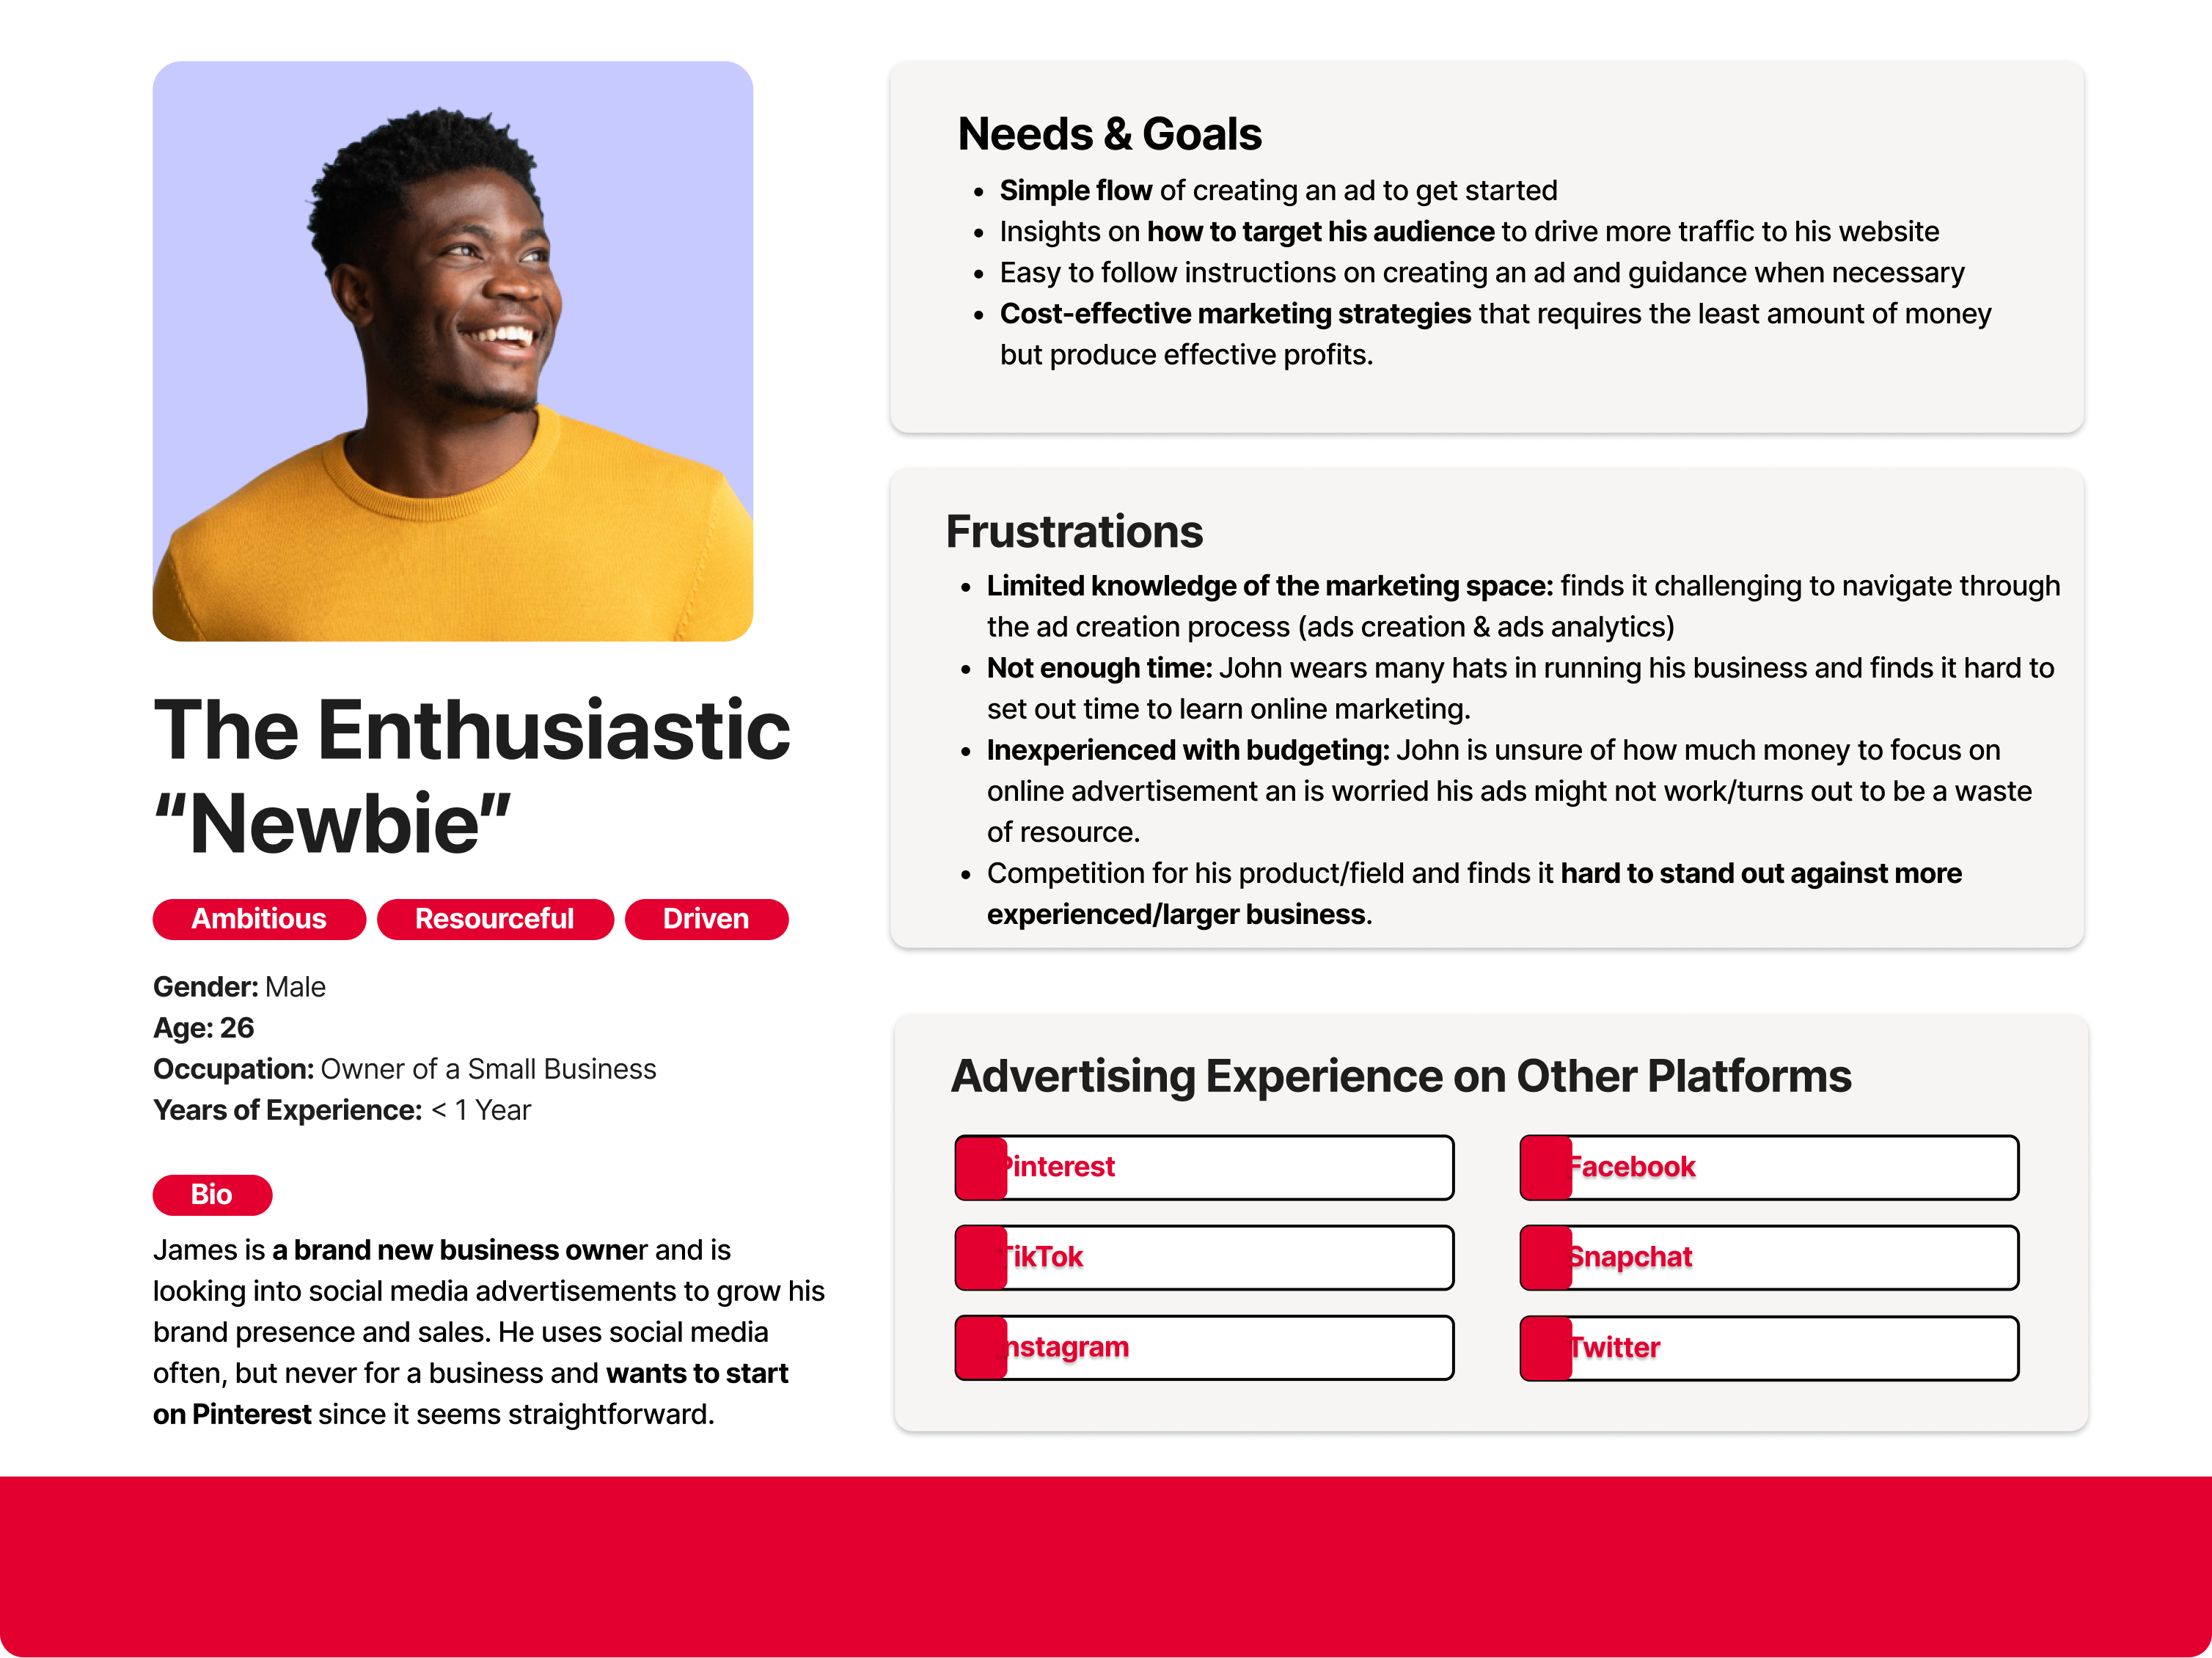 The Enthusiastic
“Newbie”
Ambitious
Resourceful
Driven
Gender: Male
Age: 26
Occupation: Owner of a Small Business
Years of Experience: < 1 Year
Bio
James is a brand new business owner and is
looking into social media advertisements to grow his
brand presence and sales. He uses social media
often, but never for a business and wants to start
on Pinterest since it seems straightforward.
Needs & Goals
• Simple flow of creating an ad to get started
• Insights on how to target his audience to drive more traffic to his website
• Easy to follow instructions on creating an ad and guidance when necessary
• Cost-effective marketing strategies that requires the least amount of money
but produce effective profits.
Frustrations
• Limited knowledge of the marketing space: finds it challenging to navigate through
the ad creation process (ads creation & ads analytics)
• Not enough time: John wears many hats in running his business and finds it hard to
set out time to learn online marketing.
• Inexperienced with budgeting: John is unsure of how much money to focus on
online advertisement an is worried his ads might not work/turns out to be a waste
of resource.
• Competition for his product/field and finds it hard to stand out against more
experienced/larger business.
Advertising Experience on Other Platforms
Pinterest
Facebook
TikTok
Snapchat
Instagram
Twitter